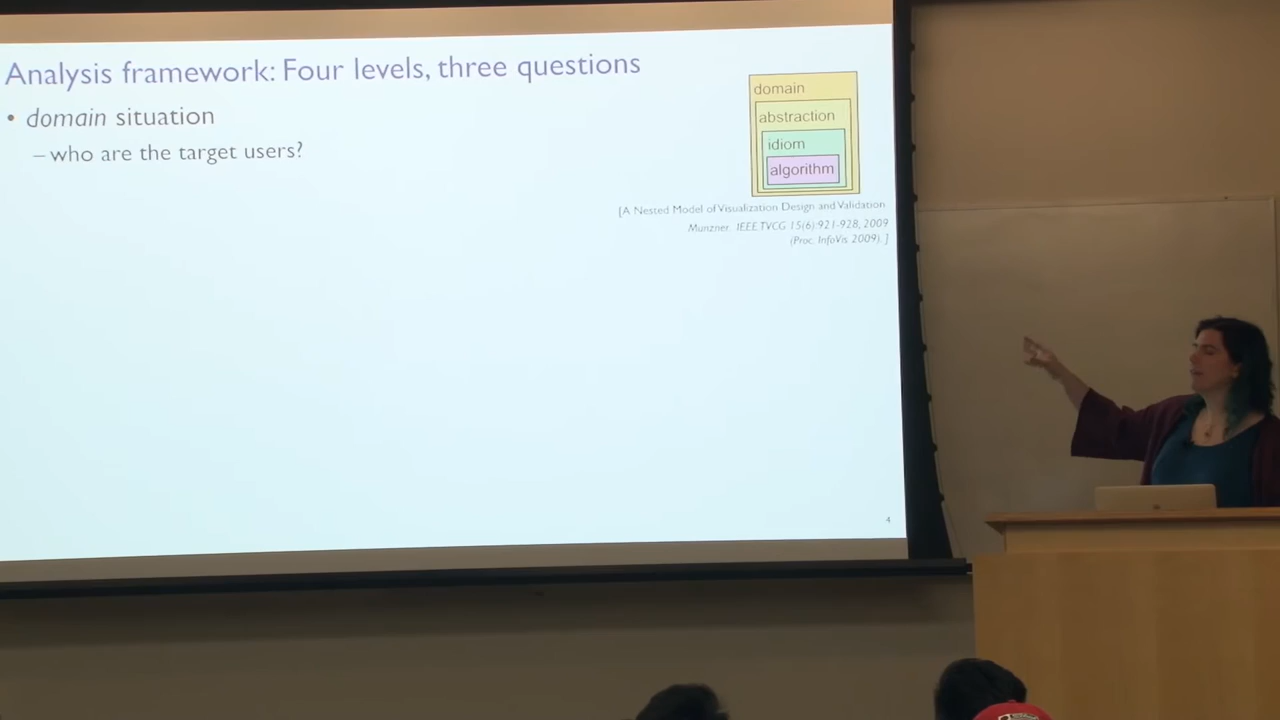 Analysis framework: Four levels, three questions
• domain situation
– who are the target users?
domain
abstraction
idiom
algorithm
[A Nested Model of Visualization Design and Validation
Munzner. IEEE TVCG 15(6):921-928, 2009
(Proc. InfoVis 2009). ]
4